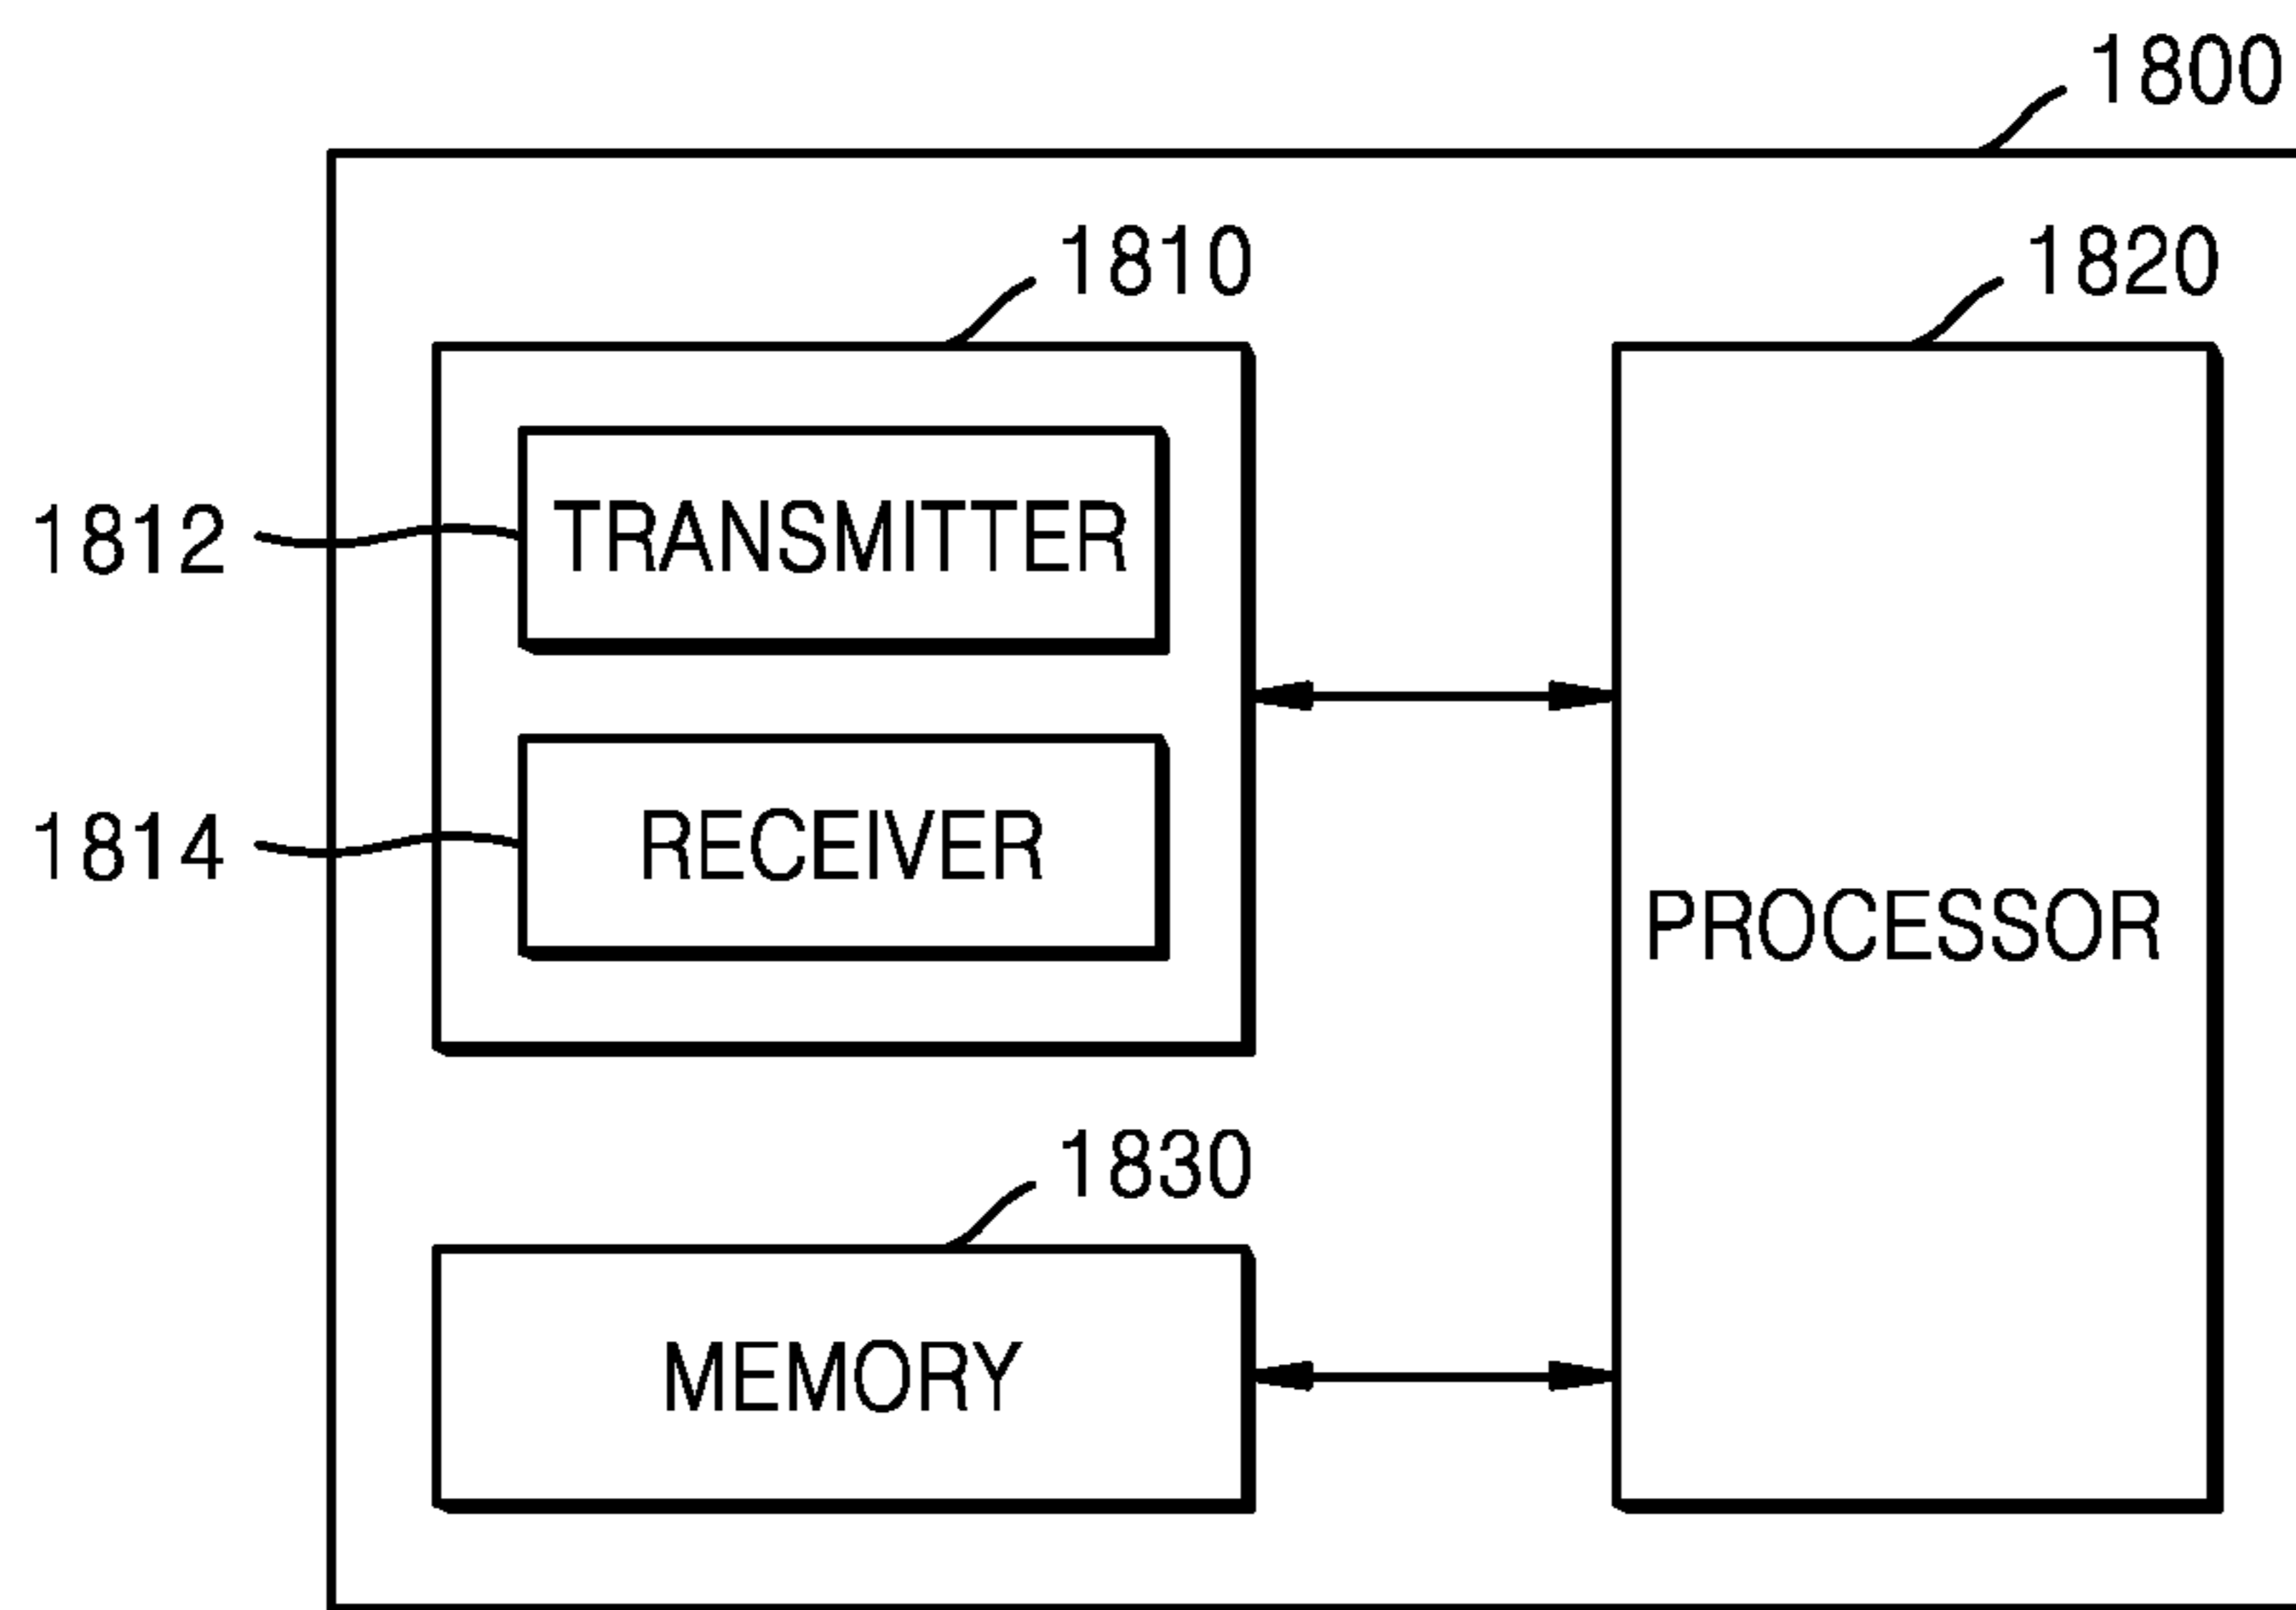 1800
1810
1820
1812
TRANSMITTER
1814
RECEIVER
PROCESSOR
1830
MEMORY